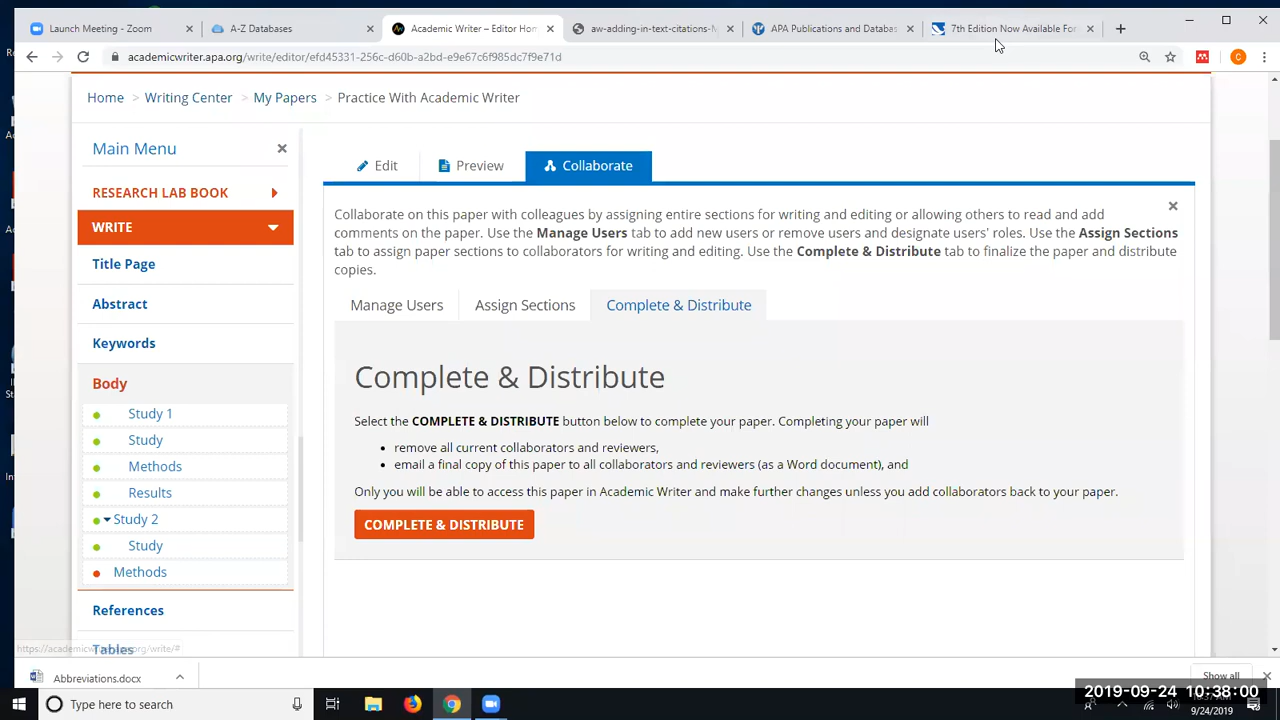 Launch Meeting - Zoom
A-Z Databases
Academic Writer – Editor Hom
aw-adding-in-text-citations-
APA Publications and Databas
7th Edition Now Available For
academicwriter.apa.org/write/editor/efd45331-256c-d60b-a2bd-e9e67c6f985dc7f9e71d
Home > Writing Center > My Papers > Practice With Academic Writer
Main Menu
RESEARCH LAB BOOK
WRITE
Title Page
Abstract
Keywords
Body
Study 1
Study
Methods
Results
Study 2
Study
Methods
References
Tables
Edit
Preview
Collaborate
Collaborate on this paper with colleagues by assigning entire sections for writing and editing or allowing others to read and add
comments on the paper. Use the Manage Users tab to add new users or remove users and designate users' roles. Use the Assign Sections
tab to assign paper sections to collaborators for writing and editing. Use the Complete & Distribute tab to finalize the paper and distribute
copies.
Manage Users
Assign Sections
Complete & Distribute
Complete & Distribute
Select the COMPLETE & DISTRIBUTE button below to complete your paper. Completing your paper will
• remove all current collaborators and reviewers,
• email a final copy of this paper to all collaborators and reviewers (as a Word document), and
Only you will be able to access this paper in Academic Writer and make further changes unless you add collaborators back to your paper.
COMPLETE & DISTRIBUTE
https://academicwriter.apa.org/write/#
Abbreviations.docx
Show all
Type here to search
2019-09-24 10:38:00
9/24/2019